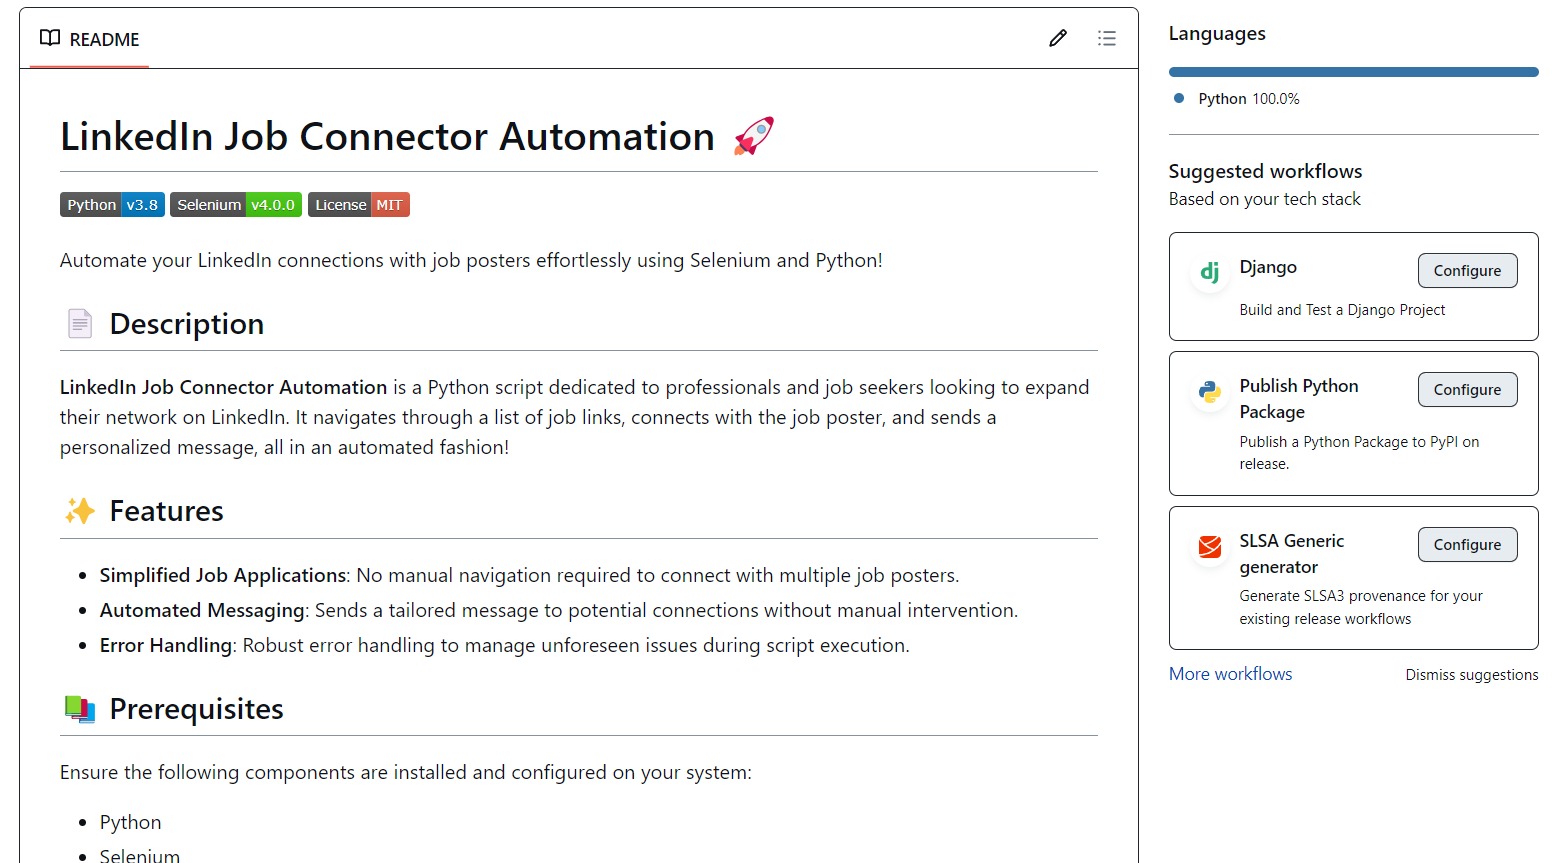 README
LinkedIn Job Connector Automation
Python v3.8 Selenium v4.0.0 License MIT
Automate your LinkedIn connections with job posters effortlessly using Selenium and Python!
Description
LinkedIn Job Connector Automation is a Python script dedicated to professionals and job seekers looking to expand
their network on LinkedIn. It navigates through a list of job links, connects with the job poster, and sends a
personalized message, all in an automated fashion!
Features
Simplified Job Applications: No manual navigation required to connect with multiple job posters.
Automated Messaging: Sends a tailored message to potential connections without manual intervention.
Error Handling: Robust error handling to manage unforeseen issues during script execution.
Prerequisites
Ensure the following components are installed and configured on your system:
Python
Selenium
Languages
Python 100.0%
Suggested workflows
Based on your tech stack
dj
Django
Configure
Build and Test a Django Project
Publish Python
Package
Configure
Publish a Python Package to PyPI on
release.
SLSA Generic
generator
Configure
Generate SLSA3 provenance for your
existing release workflows
More workflows
Dismiss suggestions